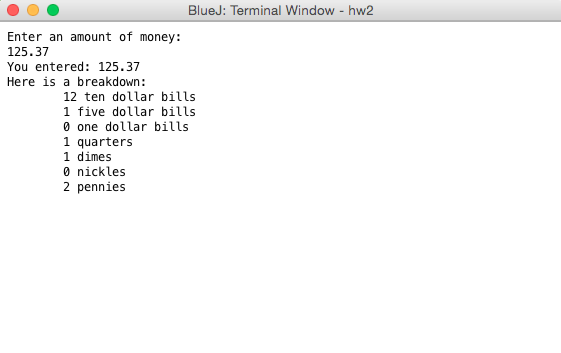 BlueJ: Terminal Window - hw2
Enter an amount of money:
125.37
You entered: 125.37
Here is a breakdown:
12 ten dollar bills
1 five dollar bills
0 one dollar bills
1 quarters
1 dimes
0 nickles
2 pennies